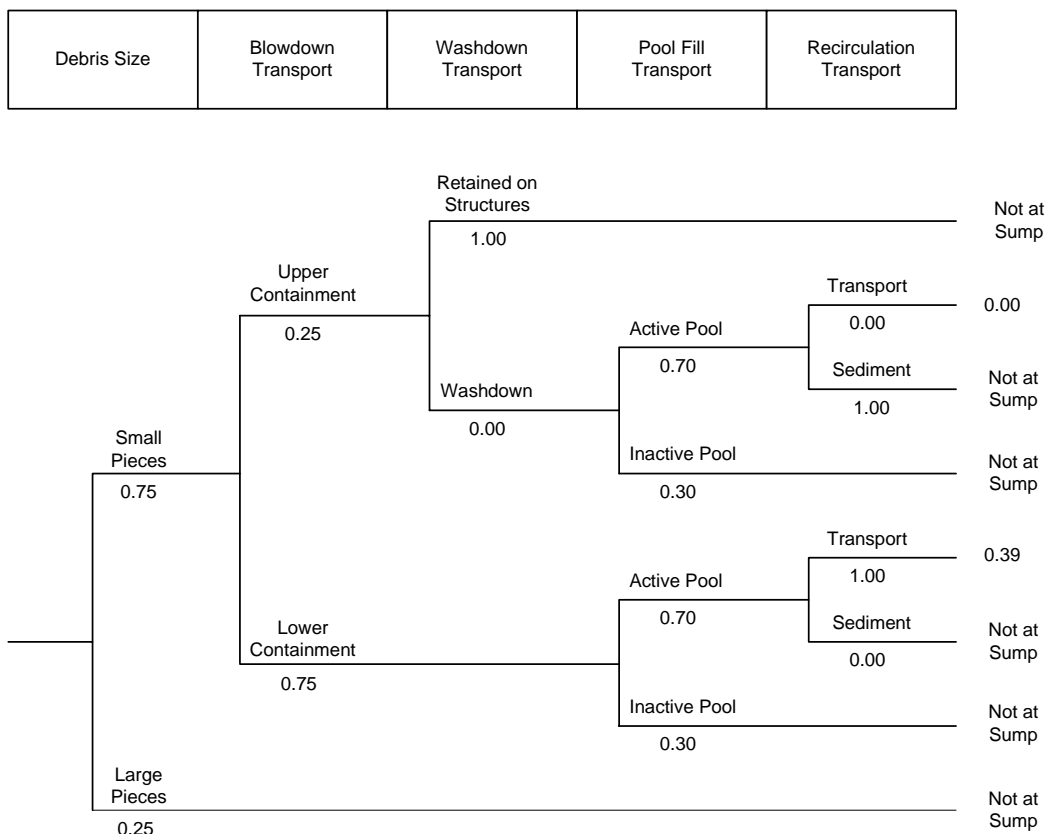 Debris Size
Blowdown
Transport
Washdown
Transport
Pool Fill
Transport
Recirculation
Transport
Retained on
Structures
1.00
Not at
Sump
Upper
Containment
0.25
Transport
0.00
0.00
Active Pool
0.70
Sediment
1.00
Not at
Sump
Washdown
0.00
Small
Pieces
0.75
Inactive Pool
0.30
Not at
Sump
Transport
1.00
0.39
Active Pool
0.70
Sediment
0.00
Not at
Sump
Lower
Containment
0.75
Inactive Pool
0.30
Not at
Sump
Large
Pieces
0.25
Not at
Sump